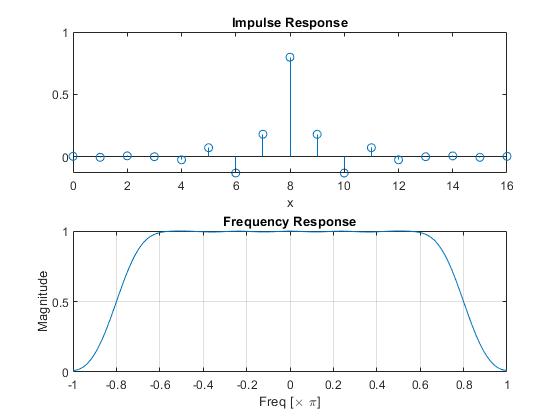 Impulse Response
1
0.5
0
0 2 4 6 8 10 12 14 16
x
Frequency Response
1
0.5
0
Magnitude
-1 -0.8 -0.6 -0.4 -0.2 0 0.2 0.4 0.6 0.8 1
Freq [× π]